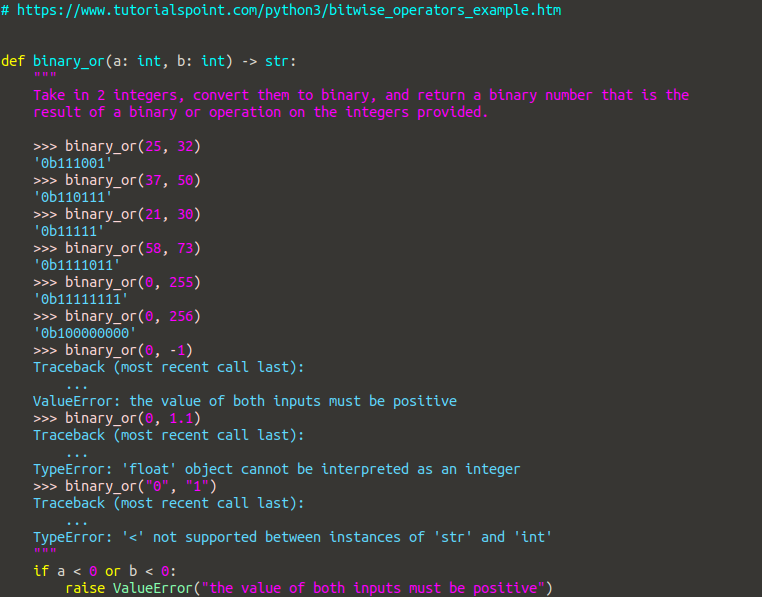 # https://www.tutorialspoint.com/python3/bitwise_operators_example.htm
def binary_or(a: int, b: int) -> str:
    """
    Take in 2 integers, convert them to binary, and return a binary number that is the
    result of a binary or operation on the integers provided.
    >>> binary_or(25, 32)
    '0b111001'
    >>> binary_or(37, 50)
    '0b110111'
    >>> binary_or(21, 30)
    '0b11111'
    >>> binary_or(58, 73)
    '0b1111011'
    >>> binary_or(0, 255)
    '0b11111111'
    >>> binary_or(0, 256)
    '0b100000000'
    >>> binary_or(0, -1)
    Traceback (most recent call last):
        ...
    ValueError: the value of both inputs must be positive
    >>> binary_or(0, 1.1)
    Traceback (most recent call last):
        ...
    TypeError: 'float' object cannot be interpreted as an integer
    >>> binary_or("0", "1")
    Traceback (most recent call last):
        ...
    TypeError: '<' not supported between instances of 'str' and 'int'
    """
    if a < 0 or b < 0:
        raise ValueError("the value of both inputs must be positive")